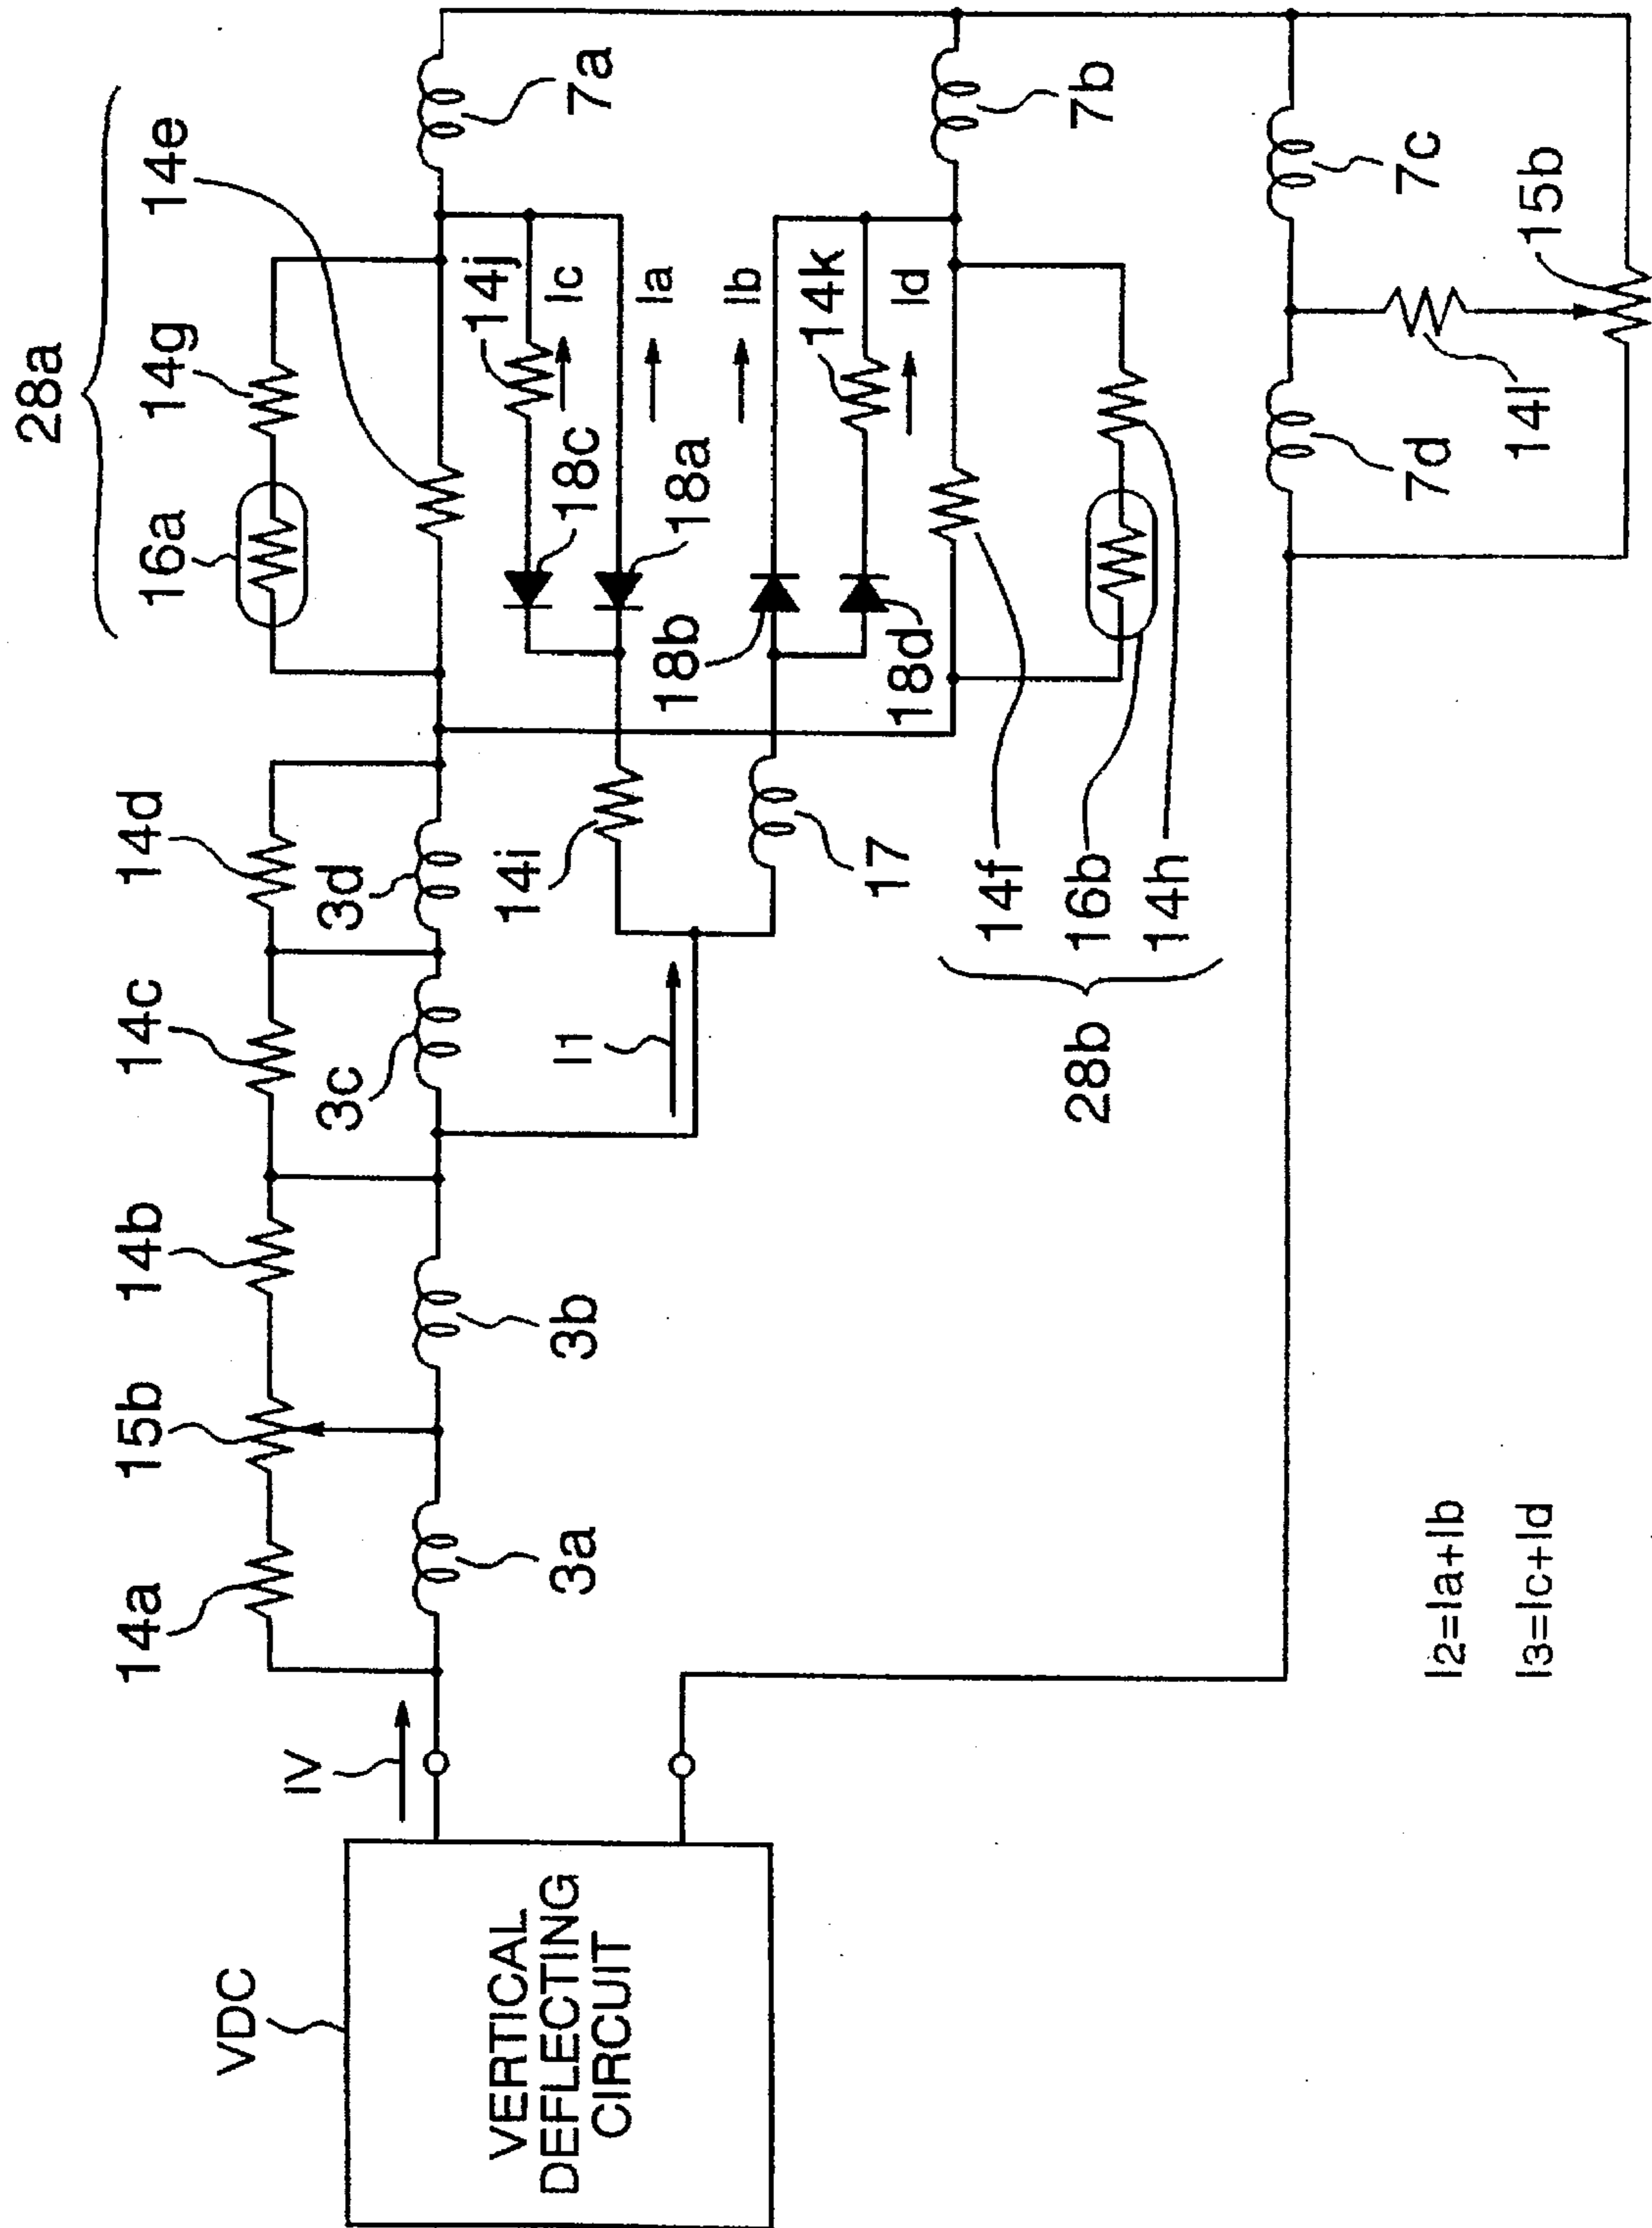 28a
16a
14g
14e
7a
14d
14c
14b
15b
14a
3d
3c
3b
3a
14j
Ic
18c
Ia
18a
Ib
18b
14k
Id
18d
7b
14i
17
I1
14f
16b
14h
28b
7c
7d
14l
15b
IV
VDC
VERTICAL
DEFLECTING
CIRCUIT
I2=Ia+Ib
I3=Ic+Id